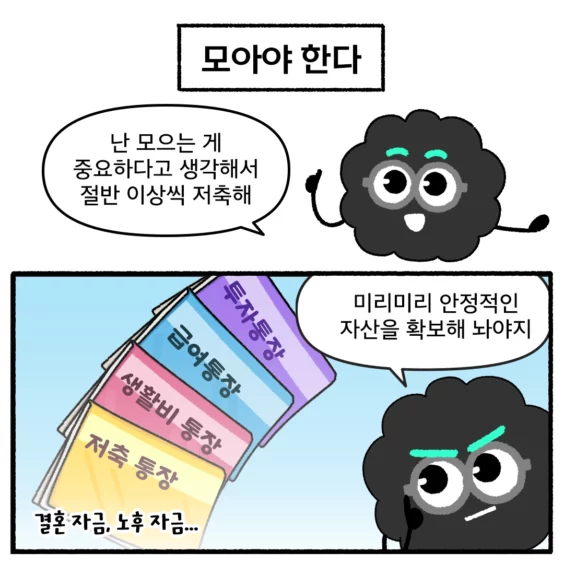 모아야 한다
난 모으는 게
중요하다고 생각해서
절반 이상씩 저축해
미리미리 안정적인
자산을 확보해 놔야지
투자통장
급여통장
생활비 통장
저축 통장
결혼 자금, 노후 자금...